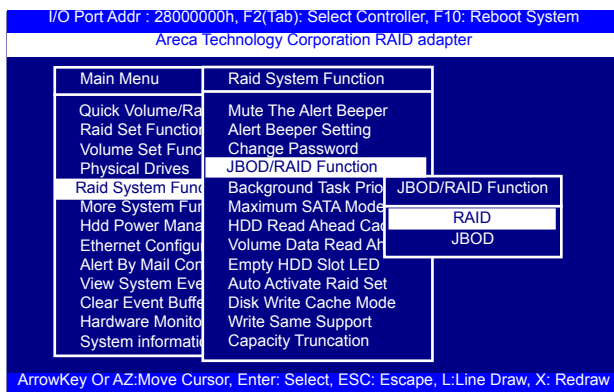 I/O Port Addr : 28000000h, F2(Tab): Select Controller, F10: Reboot System
Areca Technology Corporation RAID adapter
Main Menu
Quick Volume/Ra
Raid Set Function
Volume Set Func
Physical Drives
Raid System Func
More System Fun
Hdd Power Mana
Ethernet Configu
Alert By Mail Con
View System Eve
Clear Event Buffe
Hardware Monito
System informatio
Raid System Function
Mute The Alert Beeper
Alert Beeper Setting
Change Password
JBOD/RAID Function
Background Task Prio
Maximum SATA Mode
HDD Read Ahead Cac
Volume Data Read Ah
Empty HDD Slot LED
Auto Activate Raid Set
Disk Write Cache Mode
Write Same Support
Capacity Truncation
JBOD/RAID Function
RAID
JBOD
ArrowKey Or AZ:Move Cursor, Enter: Select, ESC: Escape, L:Line Draw, X: Redraw